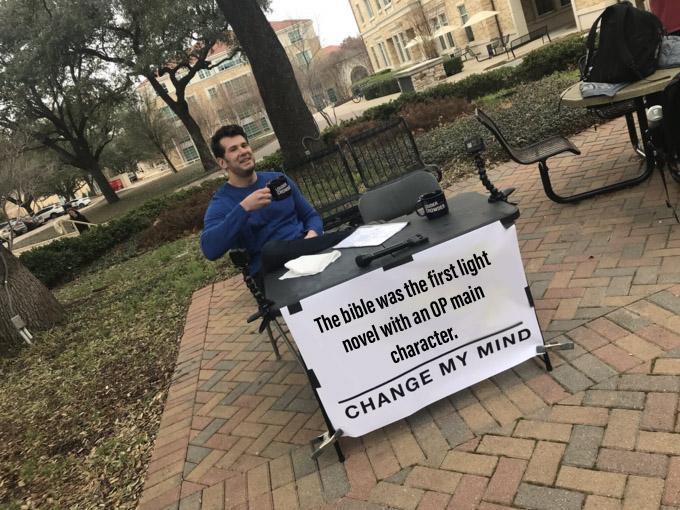 The bible was the first light
novel with an OP main
character.
CHANGE MY MIND